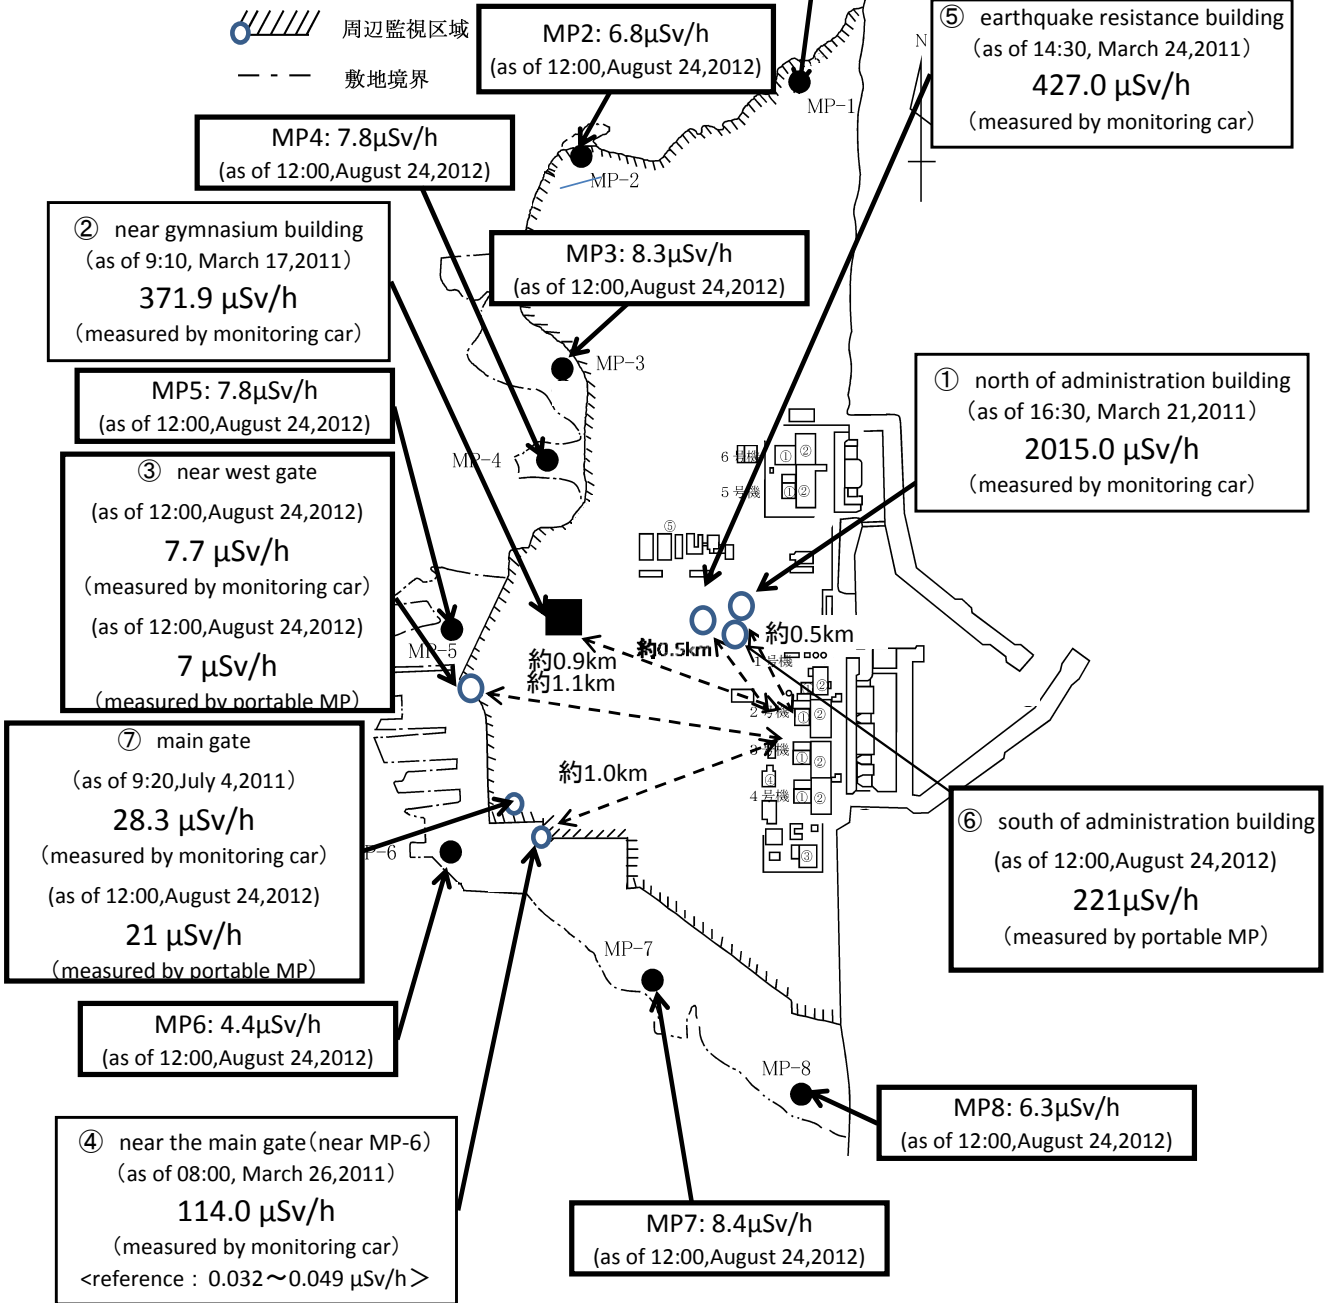 周辺監視区域
敷地境界
MP2: 6.8μSv/h
(as of 12:00,August 24,2012)
⑤ earthquake resistance building
(as of 14:30, March 24,2011)
427.0 μSv/h
(measured by monitoring car)
N
MP-1
MP4: 7.8μSv/h
(as of 12:00,August 24,2012)
MP-2
② near gymnasium building
(as of 9:10, March 17,2011)
371.9 μSv/h
(measured by monitoring car)
MP3: 8.3μSv/h
(as of 12:00,August 24,2012)
MP-3
① north of administration building
(as of 16:30, March 21,2011)
2015.0 μSv/h
(measured by monitoring car)
MP5: 7.8μSv/h
(as of 12:00,August 24,2012)
MP-4
6号機
① ②
5号機
① ②
⑤
③ near west gate
(as of 12:00,August 24,2012)
7.7 μSv/h
(measured by monitoring car)
(as of 12:00,August 24,2012)
7 μSv/h
(measured by portable MP)
MP-5
約0.9km
約1.1km
約0.5km
約0.5km
1号機
②
2号機
① ②
3号機
① ②
④
4号機
① ②
③
約1.0km
⑦ main gate
(as of 9:20,July 4,2011)
28.3 μSv/h
(measured by monitoring car)
(as of 12:00,August 24,2012)
21 μSv/h
(measured by portable MP)
P-6
⑥ south of administration building
(as of 12:00,August 24,2012)
221μSv/h
(measured by portable MP)
MP-7
MP6: 4.4μSv/h
(as of 12:00,August 24,2012)
MP-8
MP8: 6.3μSv/h
(as of 12:00,August 24,2012)
④ near the main gate(near MP-6)
(as of 08:00, March 26,2011)
114.0 μSv/h
(measured by monitoring car)
<reference : 0.032〜0.049 μSv/h>
MP7: 8.4μSv/h
(as of 12:00,August 24,2012)